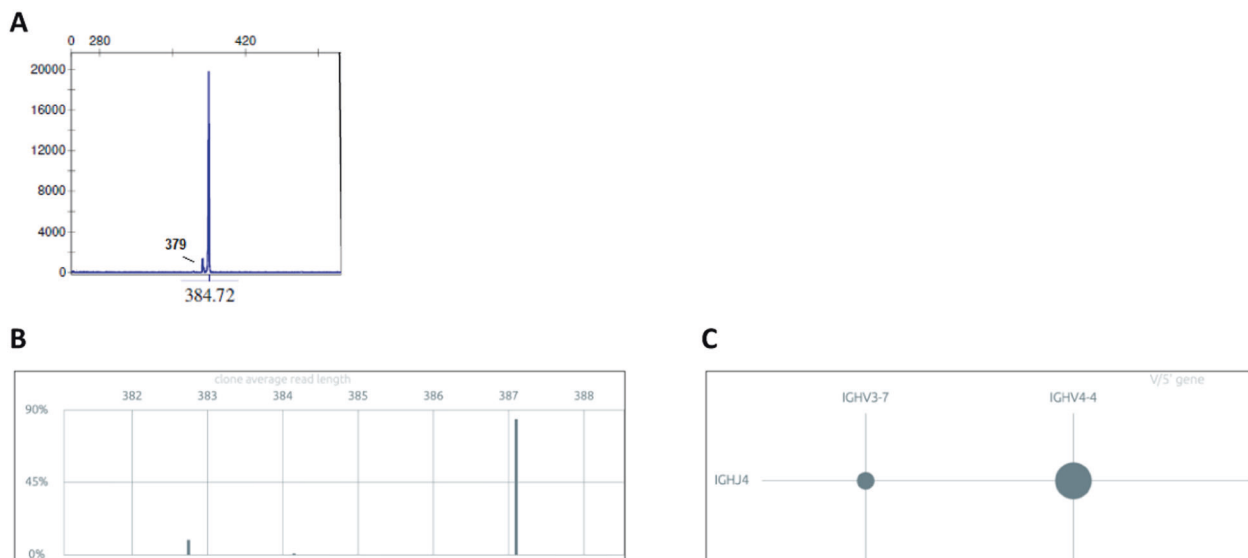 A
0 280 420
20000
16000
12000
8000
4000
0
379
384.72
B
clone average read length
382 383 384 385 386 387 388
90%
45%
0%
C
V/5' gene
IGHV3-7 IGHV4-4
IGHJ4